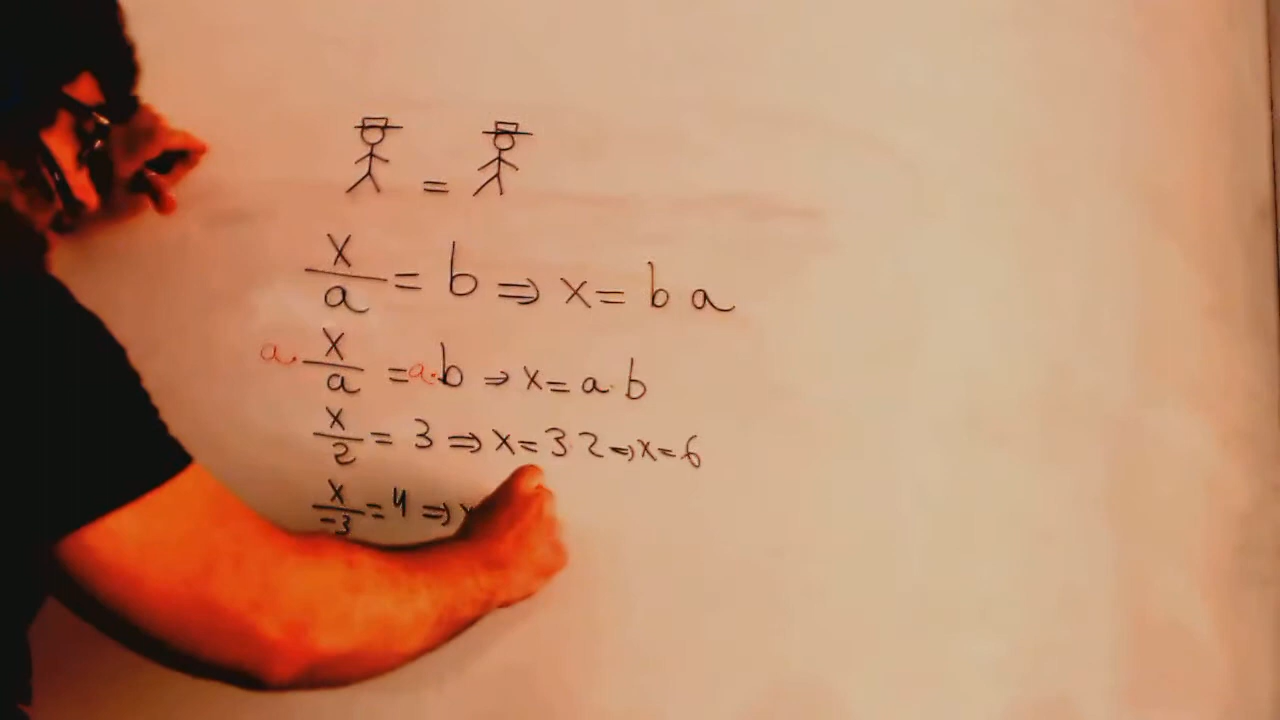 =
x/a = b ⇒ x = b a
a· x/a = a·b ⇒ x = a·b
x/2 = 3 ⇒ x = 3·2 ⇒ x = 6
x/-3 = 4 ⇒ x